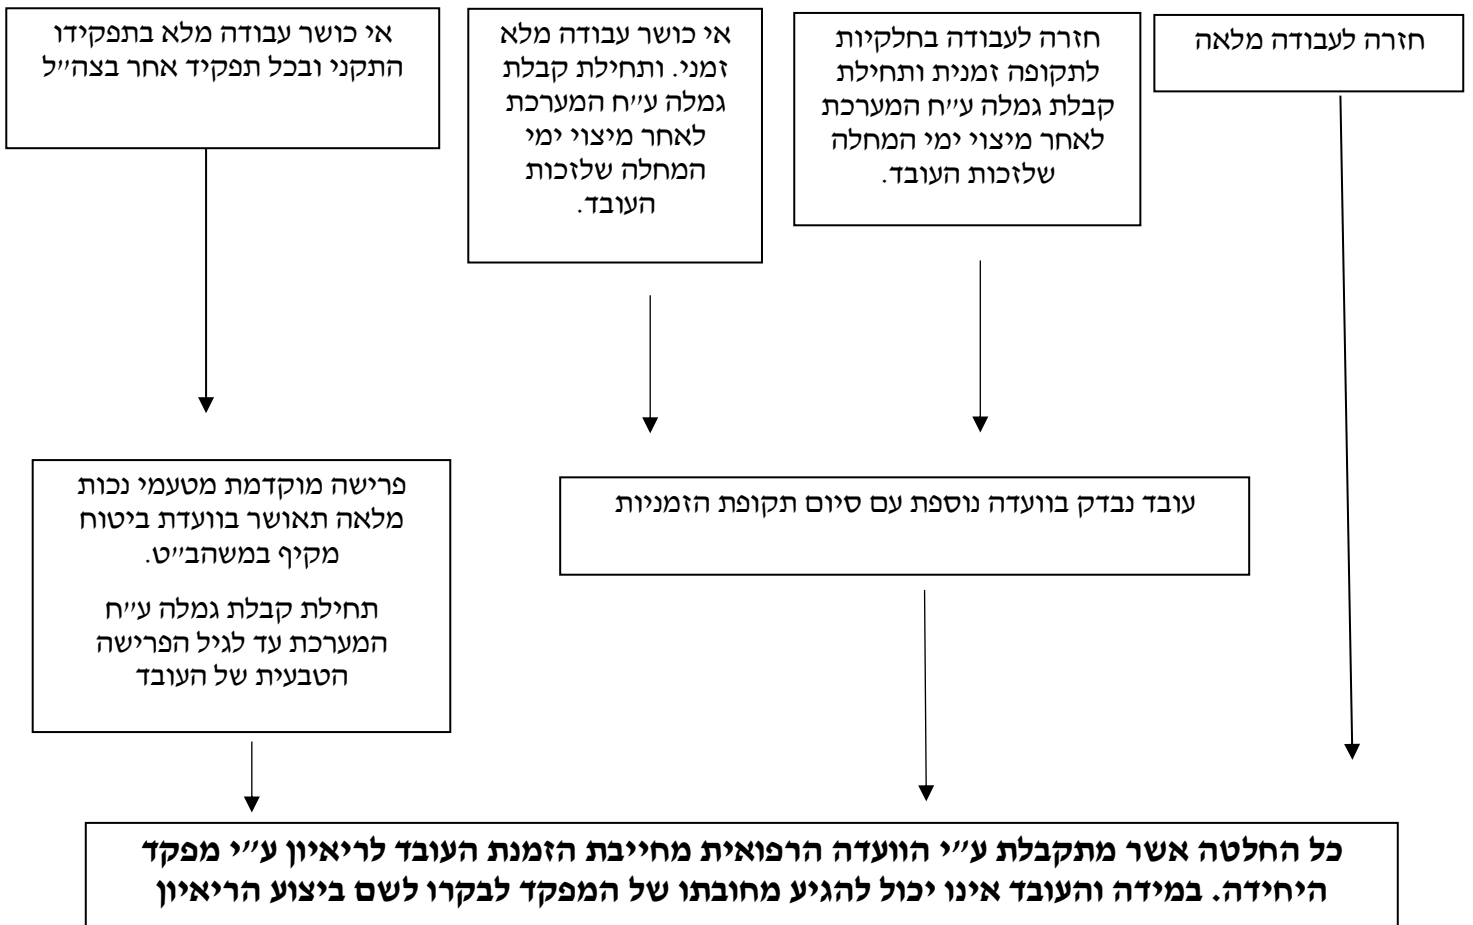 חזרה לעבודה מלאה
חזרה לעבודה בחלקיות
לתקופה זמנית ותחילת
קבלת גמלה ע״ח המערכת
לאחר מיצוי ימי המחלה
שלזכות העובד.
אי כושר עבודה מלא
זמני. ותחילת קבלת
גמלה ע״ח המערכת
לאחר מיצוי ימי
המחלה שלזכות
העובד.
אי כושר עבודה מלא בתפקידו
התקני ובכל תפקיד אחר בצה״ל
עובד נבדק בוועדה נוספת עם סיום תקופת הזמניות
פרישה מוקדמת מטעמי נכות
מלאה תאושר בוועדת ביטוח
מקיף במשהב״ט.
תחילת קבלת גמלה ע״ח
המערכת עד לגיל הפרישה
הטבעית של העובד
כל החלטה אשר מתקבלת ע״י הוועדה הרפואית מחייבת הזמנת העובד לריאיון ע״י מפקד
היחידה. במידה והעובד אינו יכול להגיע מחובתו של המפקד לבקרו לשם ביצוע הריאיון